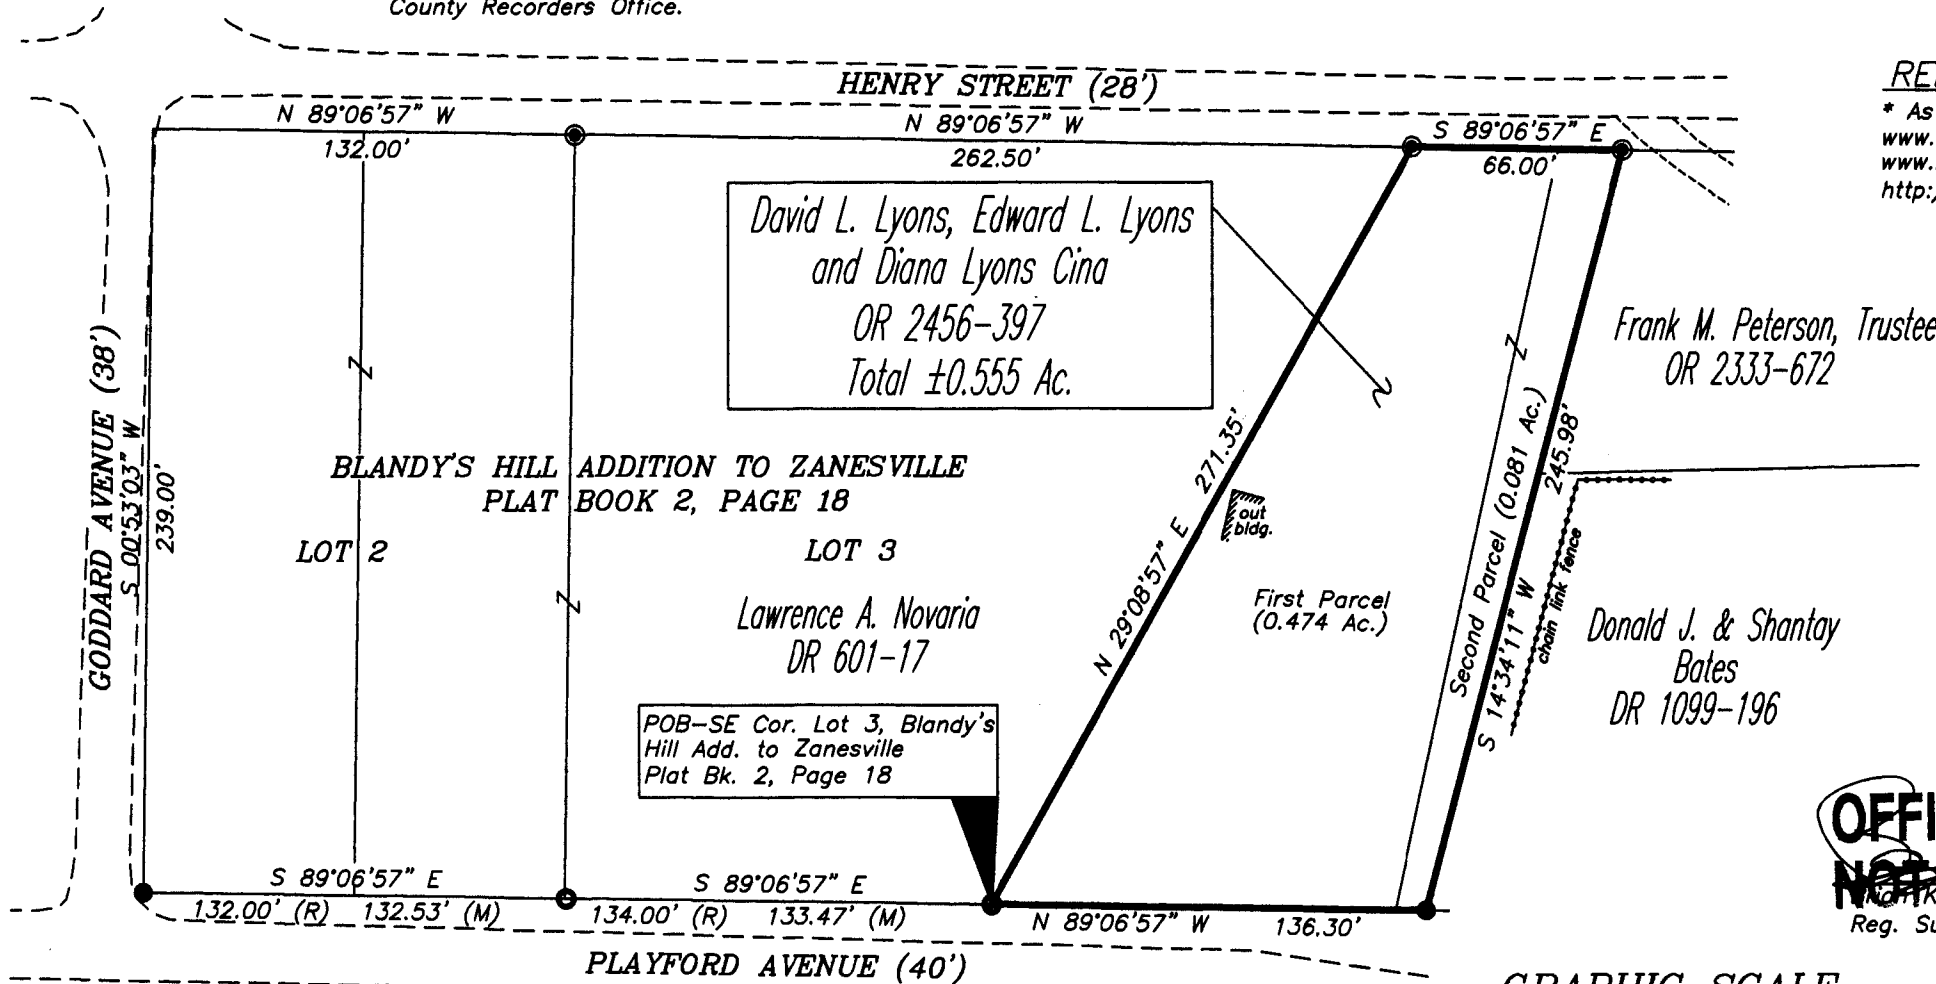 County Recorders Office.
HENRY STREET (28')
N 89°06'57" W
132.00'
N 89°06'57" W
262.50'
S 89°06'57" E
66.00'
* As
www.
www.
http:/
David L. Lyons, Edward L. Lyons
and Diana Lyons Cina
OR 2456-397
Total ±0.555 Ac.
Frank M. Peterson, Trustee
OR 2333-672
GODDARD AVENUE (38')
S 00°53'03" W
239.00'
BLANDY'S HILL ADDITION TO ZANESVILLE
PLAT BOOK 2, PAGE 18
LOT 2
LOT 3
Lawrence A. Novaria
DR 601-17
N 29°08'57" E 271.35'
out
bldg.
First Parcel
(0.474 Ac.)
Second Parcel (0.081 Ac.)
S 14°34'11" W 245.98'
chain link fence
Donald J. & Shantay
Bates
DR 1099-196
POB-SE Cor. Lot 3, Blandy's
Hill Add. to Zanesville
Plat Bk. 2, Page 18
S 89°06'57" E
132.00' (R) 132.53' (M)
S 89°06'57" E
134.00' (R) 133.47' (M)
N 89°06'57" W 136.30'
PLAYFORD AVENUE (40')
Reg. Su
GRAPHIC SCALE